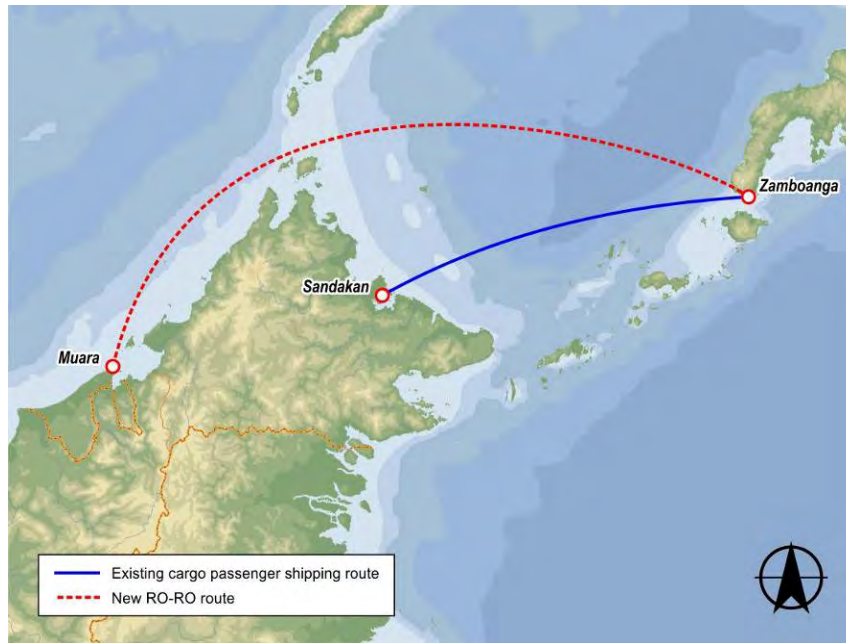 Zamboanga
Sandakan
Muara
Existing cargo passenger shipping route
New RO-RO route